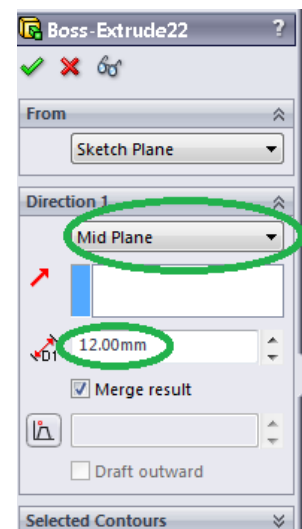 Boss-Extrude22 ?
From
Sketch Plane
Direction 1
Mid Plane
D1 12.00mm
Merge result
Draft outward
Selected Contours